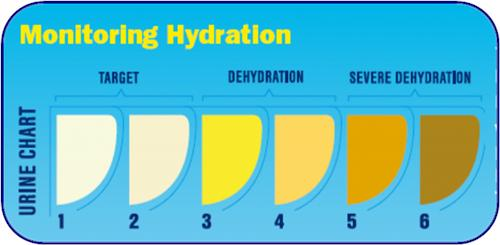 Monitoring Hydration
TARGET DEHYDRATION SEVERE DEHYDRATION
URINE CHART
1 2 3 4 5 6